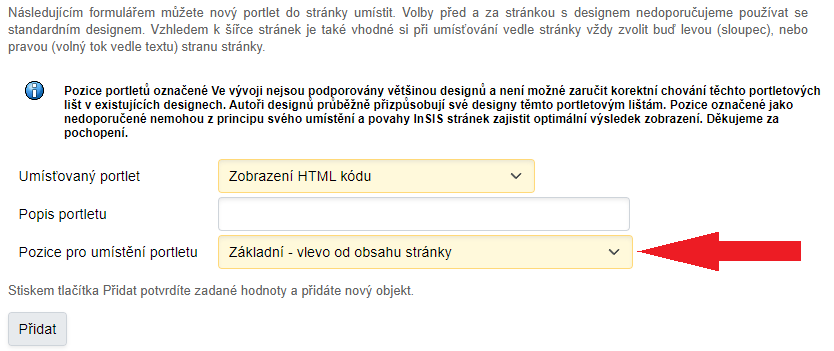 Následujícím formulářem můžete nový portlet do stránky umístit. Volby před a za stránkou s designem nedoporučujeme používat se
standardním designem. Vzhledem k šířce stránek je také vhodné si při umísťování vedle stránky vždy zvolit buď levou (sloupec), nebo
pravou (volný tok vedle textu) stranu stránky.
Pozice portletů označené Ve vývoji nejsou podporovány většinou designů a není možné zaručit korektní chování těchto portletových
lišt v existujících designech. Autoři designů průběžně přizpůsobují své designy těmto portletovým lištám. Pozice označené jako
nedoporučené nemohou z principu svého umístění a povahy InSIS stránek zajistit optimální výsledek zobrazení. Děkujeme za
pochopení.
Umísťovaný portlet Zobrazení HTML kódu
Popis portletu
Pozice pro umístění portletu Základní - vlevo od obsahu stránky
Stiskem tlačítka Přidat potvrdíte zadané hodnoty a přidáte nový objekt.
Přidat